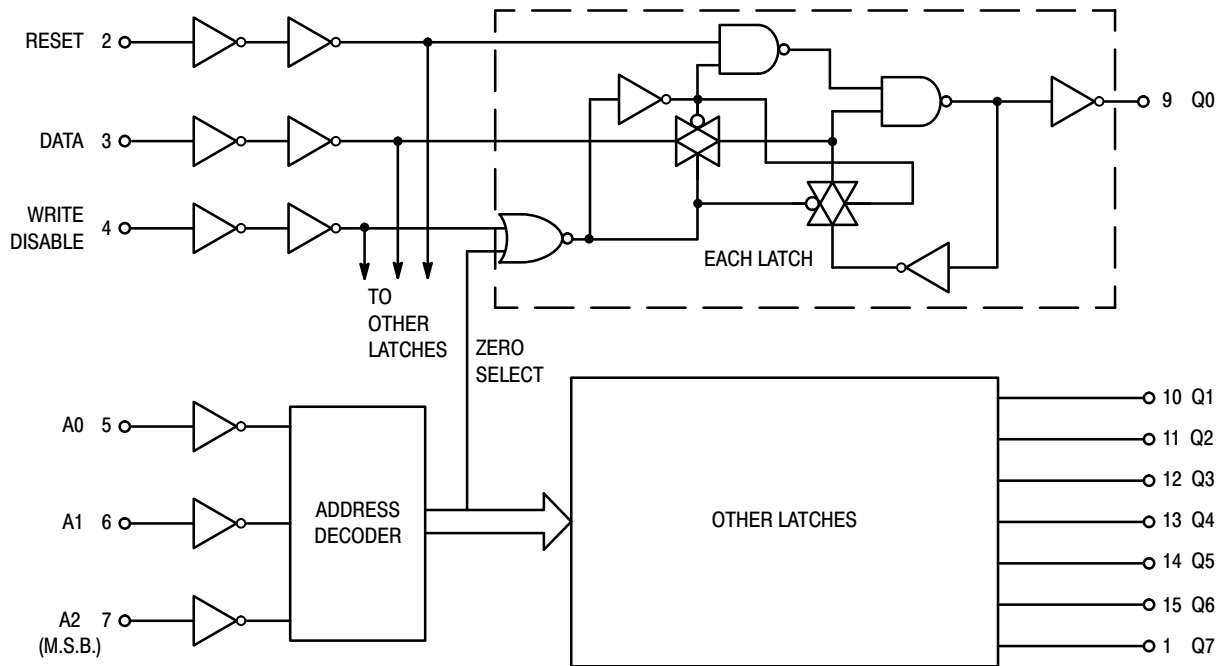 RESET 2
9 Q0
DATA 3
WRITE
DISABLE 4
EACH LATCH
TO
OTHER
LATCHES
ZERO
SELECT
A0 5
A1 6
A2 7
(M.S.B.)
ADDRESS
DECODER
OTHER LATCHES
10 Q1
11 Q2
12 Q3
13 Q4
14 Q5
15 Q6
1 Q7